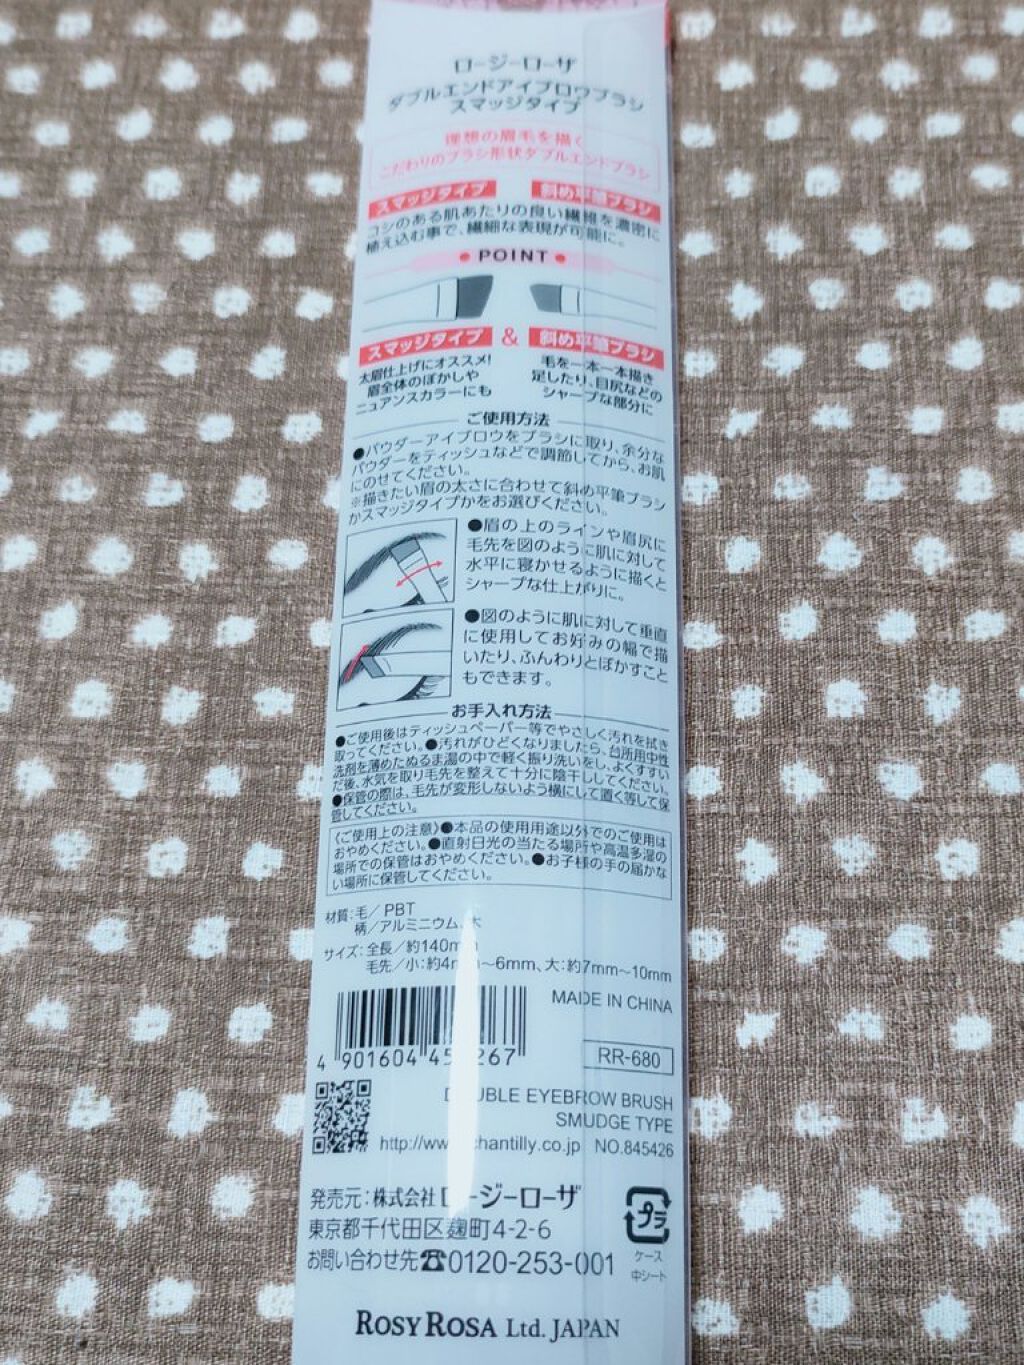 ロージーローザ
ダブルエンドアイブロウブラシ
スマッジタイプ
理想の眉毛を描く
こだわりのブラシ形状ダブルエンドブラシ
スマッジタイプ 斜め平筆ブラシ
コシのある肌あたりの良い繊維を濃密に
植え込む事で、繊細な表現が可能に。
POINT
スマッジタイプ & 斜め平筆ブラシ
太眉仕上げにオススメ!
眉全体のぼかしや
ニュアンスカラーにも
毛を一本一本描き
足したり、目尻などの
シャープな部分に
ご使用方法
●パウダーアイブロウをブラシに取り、余分な
パウダーをティッシュなどで調節してから、お肌
にのせてください。
※描きたい眉の太さに合わせて斜め平筆ブラシ
かスマッジタイプかをお選びください。
●眉の上のラインや眉尻に
毛先を図のように肌に対して
水平に寝かせるように描くと
シャープな仕上がりに。
●図のように肌に対して垂直
に使用してお好みの幅で描
いたり、ふんわりとぼかすこと
もできます。
お手入れ方法
●ご使用後はティッシュペーパー等でやさしく汚れを拭き
取ってください。●汚れがひどくなりましたら、台所用中性
洗剤を薄めたぬるま湯の中で軽く振り洗いをし、よくすすい
だ後、水気を取り毛先を整えて十分に陰干ししてください。
●保管の際は、毛先が変形しないよう横にして置く等して保
管してください。
〈ご使用上の注意〉●本品の使用用途以外でのご使用は
おやめください。●直射日光の当たる場所や高温多湿の
場所での保管はおやめください。●お子様の手の届かな
い場所に保管してください。
材質:毛/PBT
柄/アルミニウム、木
サイズ:全長/約140mm
毛先/小:約4mm〜6mm、大:約7mm〜10mm
MADE IN CHINA
4 901604 45 267
RR-680
DOUBLE EYEBROW BRUSH
SMUDGE TYPE
http://www.chantilly.co.jp NO.845426
発売元:株式会社ロージーローザ
東京都千代田区麹町4-2-6
お問い合わせ先☎0120-253-001
プラ
ケース
中シート
ROSY ROSA Ltd. JAPAN